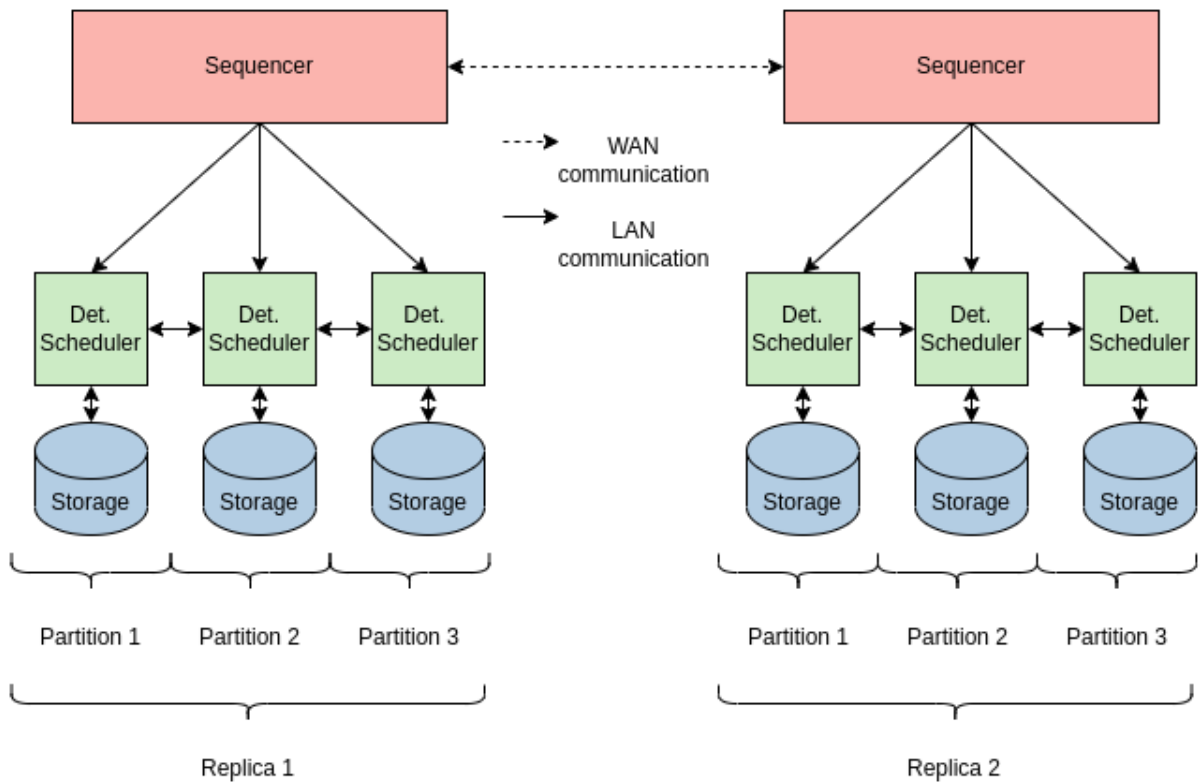 Sequencer
Sequencer
WAN
communication
LAN
communication
Det.
Scheduler
Det.
Scheduler
Det.
Scheduler
Det.
Scheduler
Det.
Scheduler
Det.
Scheduler
Storage
Storage
Storage
Storage
Storage
Storage
Partition 1
Partition 2
Partition 3
Partition 1
Partition 2
Partition 3
Replica 1
Replica 2